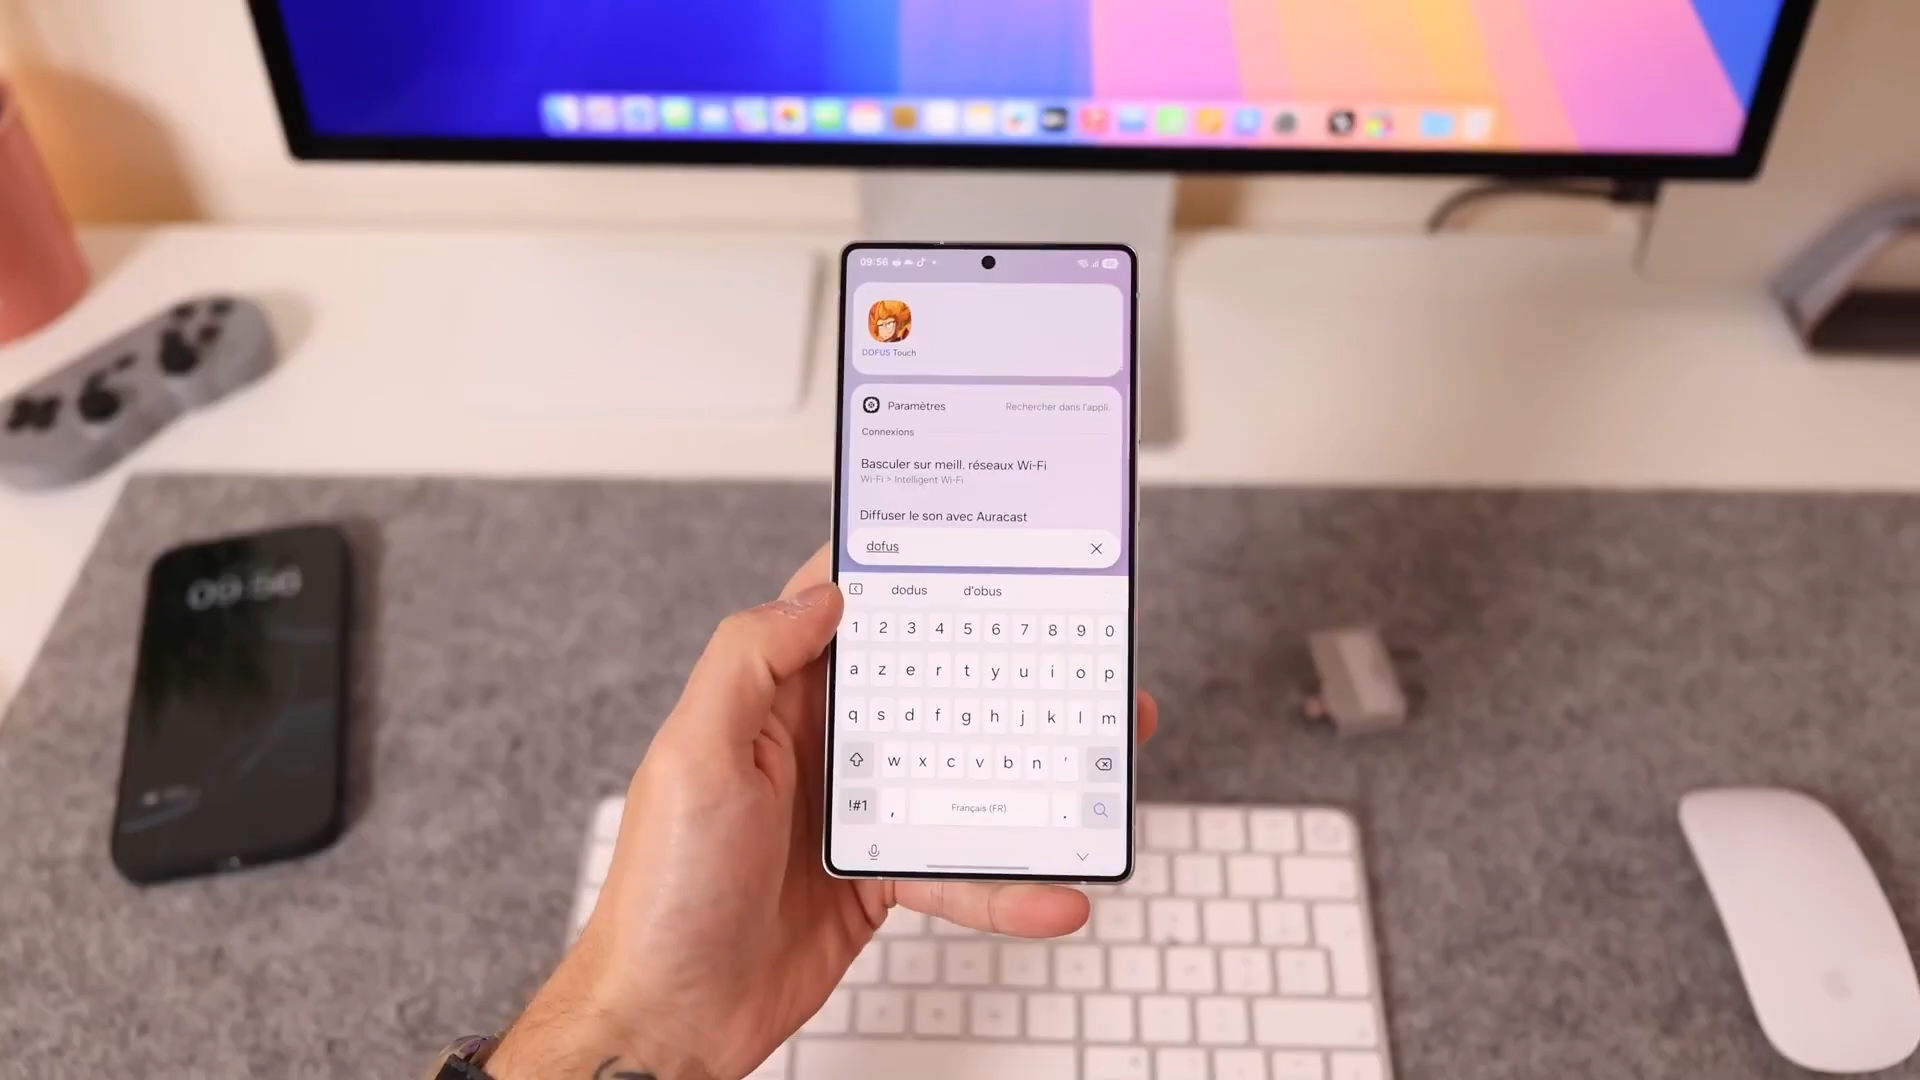 09:56
DOFUS Touch
Paramètres
Rechercher dans l'appli.
Connexions
Basculer sur meill. réseaux Wi-Fi
Wi-Fi > Intelligent Wi-Fi
Diffuser le son avec Auracast
dofus
dodus d'obus
1 2 3 4 5 6 7 8 9 0
a z e r t y u i o p
q s d f g h j k l m
w x c v b n '
!#1 , Français (FR) .
09:56